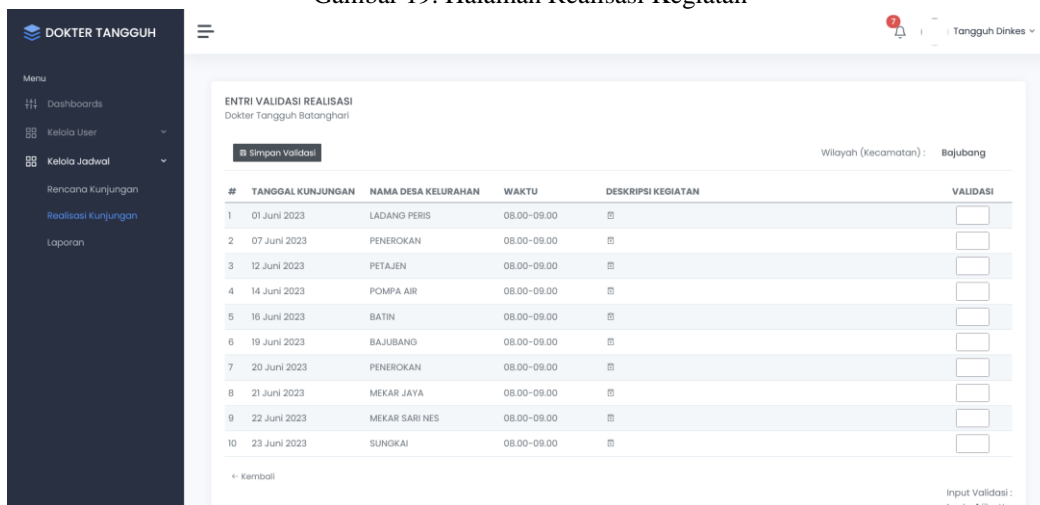 Gambar 19. Halaman Realisasi Kegiatan
DOKTER TANGGUH
7
Tangguh Dinkes
Menu
Dashboards
Kelola User
Kelola Jadwal
Rencana Kunjungan
Realisasi Kunjungan
Laporan
ENTRI VALIDASI REALISASI
Dokter Tangguh Batanghari
Simpan Validasi
Wilayah (Kecamatan) : Bajubang
# TANGGAL KUNJUNGAN NAMA DESA KELURAHAN WAKTU DESKRIPSI KEGIATAN VALIDASI
1 01 Juni 2023 LADANG PERIS 08.00-09.00
2 07 Juni 2023 PENEROKAN 08.00-09.00
3 12 Juni 2023 PETAJEN 08.00-09.00
4 14 Juni 2023 POMPA AIR 08.00-09.00
5 16 Juni 2023 BATIN 08.00-09.00
6 19 Juni 2023 BAJUBANG 08.00-09.00
7 20 Juni 2023 PENEROKAN 08.00-09.00
8 21 Juni 2023 MEKAR JAYA 08.00-09.00
9 22 Juni 2023 MEKAR SARI NES 08.00-09.00
10 23 Juni 2023 SUNGKAI 08.00-09.00
← Kembali
Input Validasi :